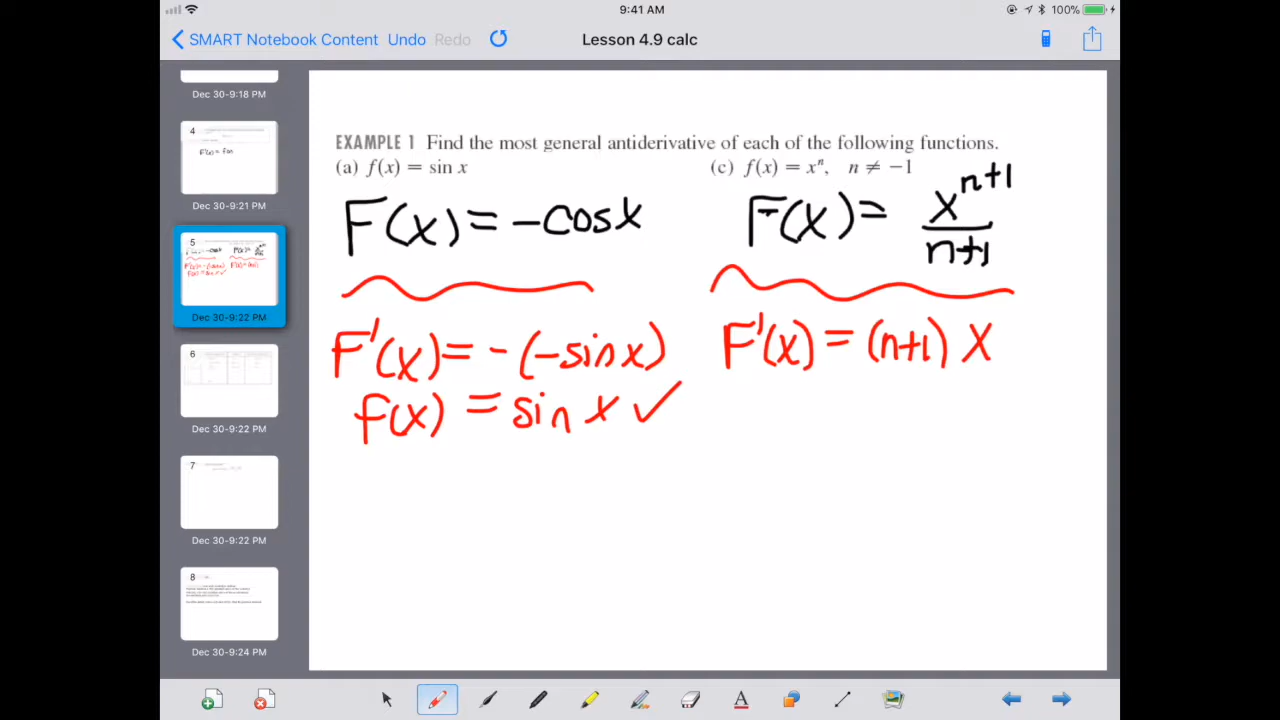 9:41 AM
100%
SMART Notebook Content Undo Redo
Lesson 4.9 calc
Dec 30-9:18 PM
4
F'(x) =
Dec 30-9:21 PM
5
Dec 30-9:22 PM
6
Dec 30-9:22 PM
7
Dec 30-9:22 PM
8
Dec 30-9:24 PM
EXAMPLE 1 Find the most general antiderivative of each of the following functions.
(a) f(x) = sin x
(c) f(x) = xⁿ, n ≠ −1
F(x) = -cosx
F(x) = x^(n+1)/(n+1)
F'(x) = -(-sinx)
F'(x) = (n+1) X
f(x) = sin x ✓